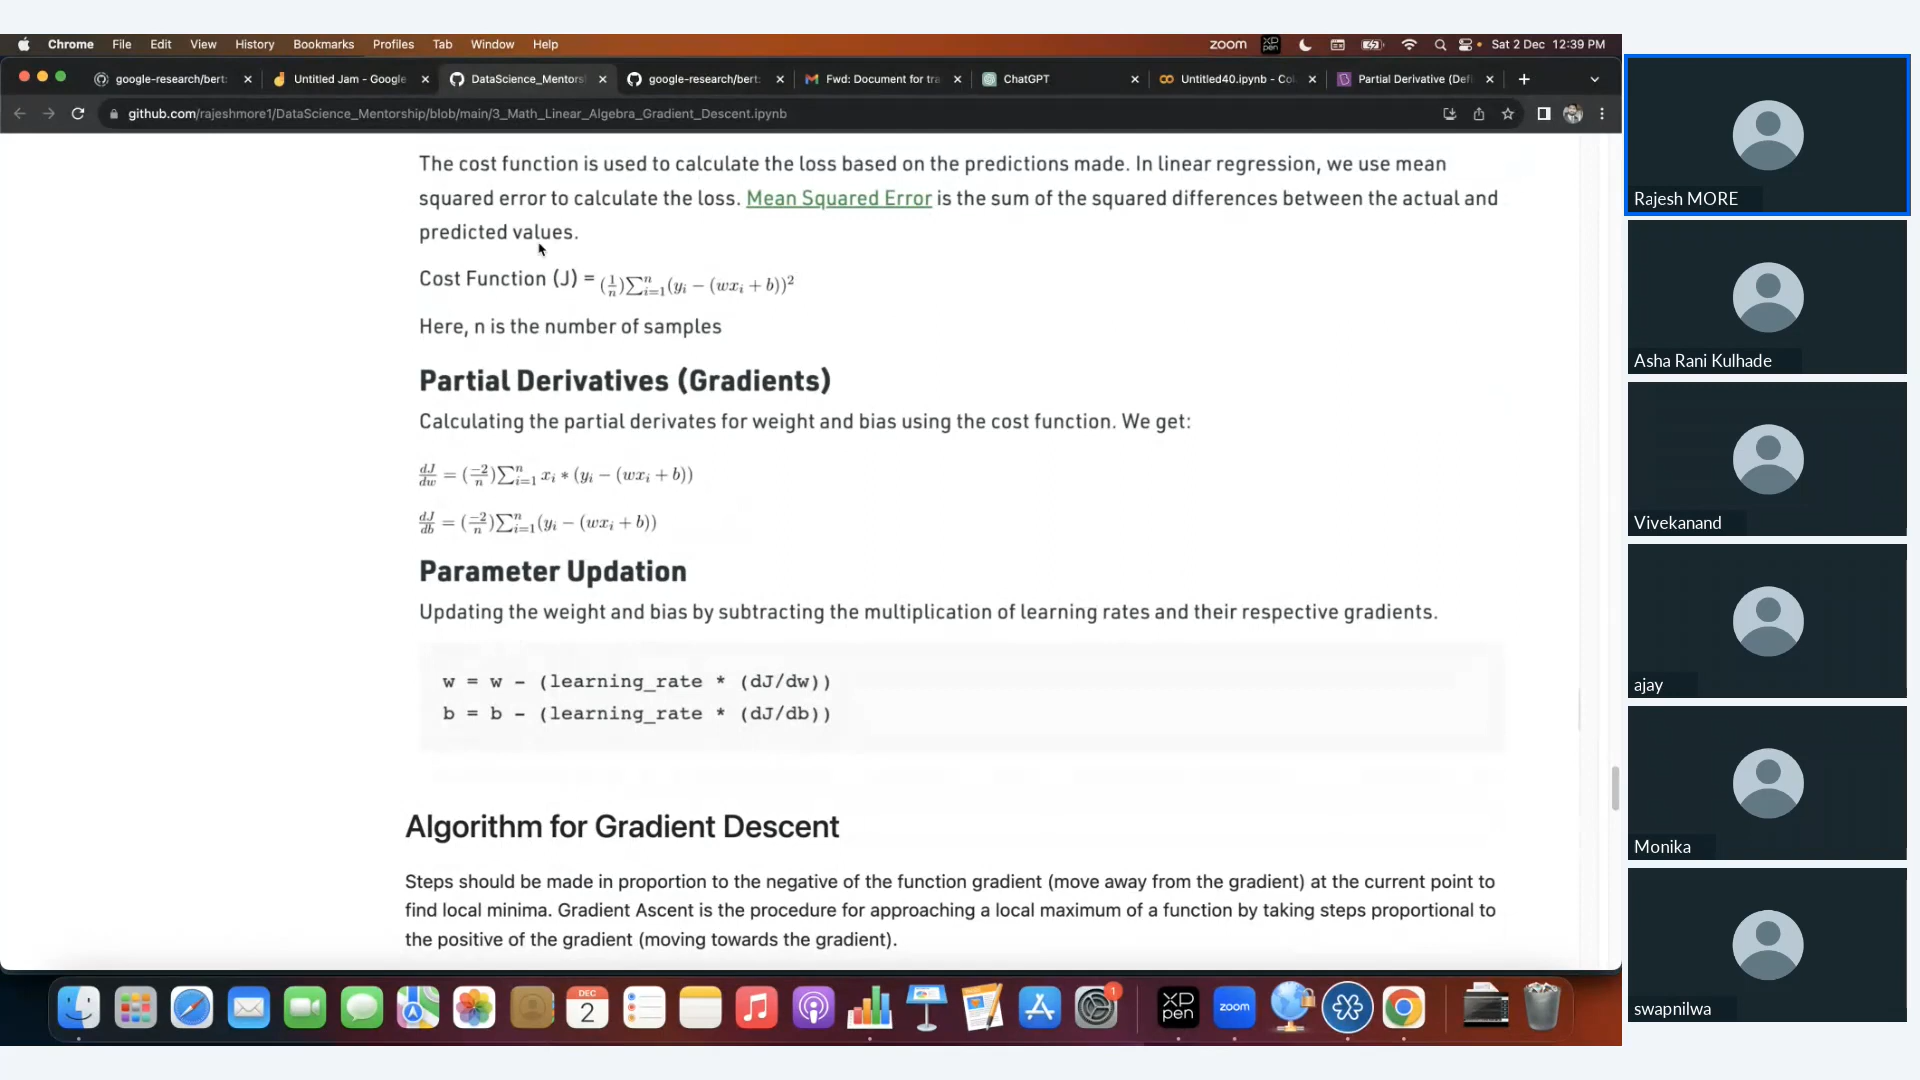 Chrome File Edit View History Bookmarks Profiles Tab Window Help zoom XP pen Sat 2 Dec 12:39 PM
google-research/bert: Untitled Jam - Google DataScience_Mentors google-research/bert: Fwd: Document for tra ChatGPT Untitled40.ipynb - Co Partial Derivative (Defi
github.com/rajeshmore1/DataScience_Mentorship/blob/main/3_Math_Linear_Algebra_Gradient_Descent.ipynb
The cost function is used to calculate the loss based on the predictions made. In linear regression, we use mean
squared error to calculate the loss. Mean Squared Error is the sum of the squared differences between the actual and
predicted values.
Cost Function (J) = (1/n)∑ⁿᵢ₌₁(yᵢ − (wxᵢ + b))²
Here, n is the number of samples
Partial Derivatives (Gradients)
Calculating the partial derivates for weight and bias using the cost function. We get:
dJ/dw = (−2/n)∑ⁿᵢ₌₁ xᵢ ∗ (yᵢ − (wxᵢ + b))
dJ/db = (−2/n)∑ⁿᵢ₌₁(yᵢ − (wxᵢ + b))
Parameter Updation
Updating the weight and bias by subtracting the multiplication of learning rates and their respective gradients.
w = w - (learning_rate * (dJ/dw))
b = b - (learning_rate * (dJ/db))
Algorithm for Gradient Descent
Steps should be made in proportion to the negative of the function gradient (move away from the gradient) at the current point to
find local minima. Gradient Ascent is the procedure for approaching a local maximum of a function by taking steps proportional to
the positive of the gradient (moving towards the gradient).
DEC
2
1
XP
pen
zoom
Rajesh MORE
Asha Rani Kulhade
Vivekanand
ajay
Monika
swapnilwa